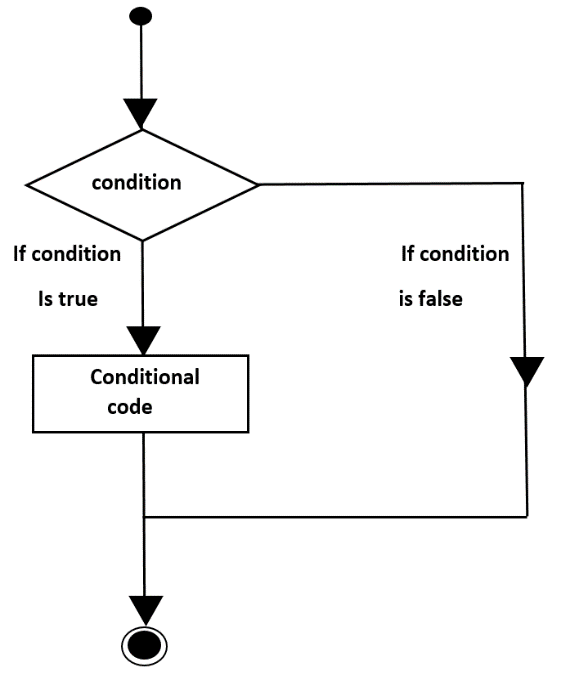 condition
If condition
Is true
If condition
is false
Conditional
code